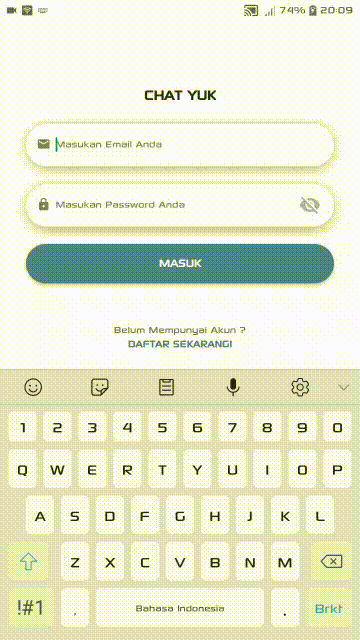 74% 20:09
CHAT YUK
Masukan Email Anda
Masukan Password Anda
MASUK
Belum Mempunyai Akun ?
DAFTAR SEKARANG!
1 2 3 4 5 6 7 8 9 0
Q W E R T Y U I O P
A S D F G H J K L
Z X C V B N M
!#1 , Bahasa Indonesia . Brkt